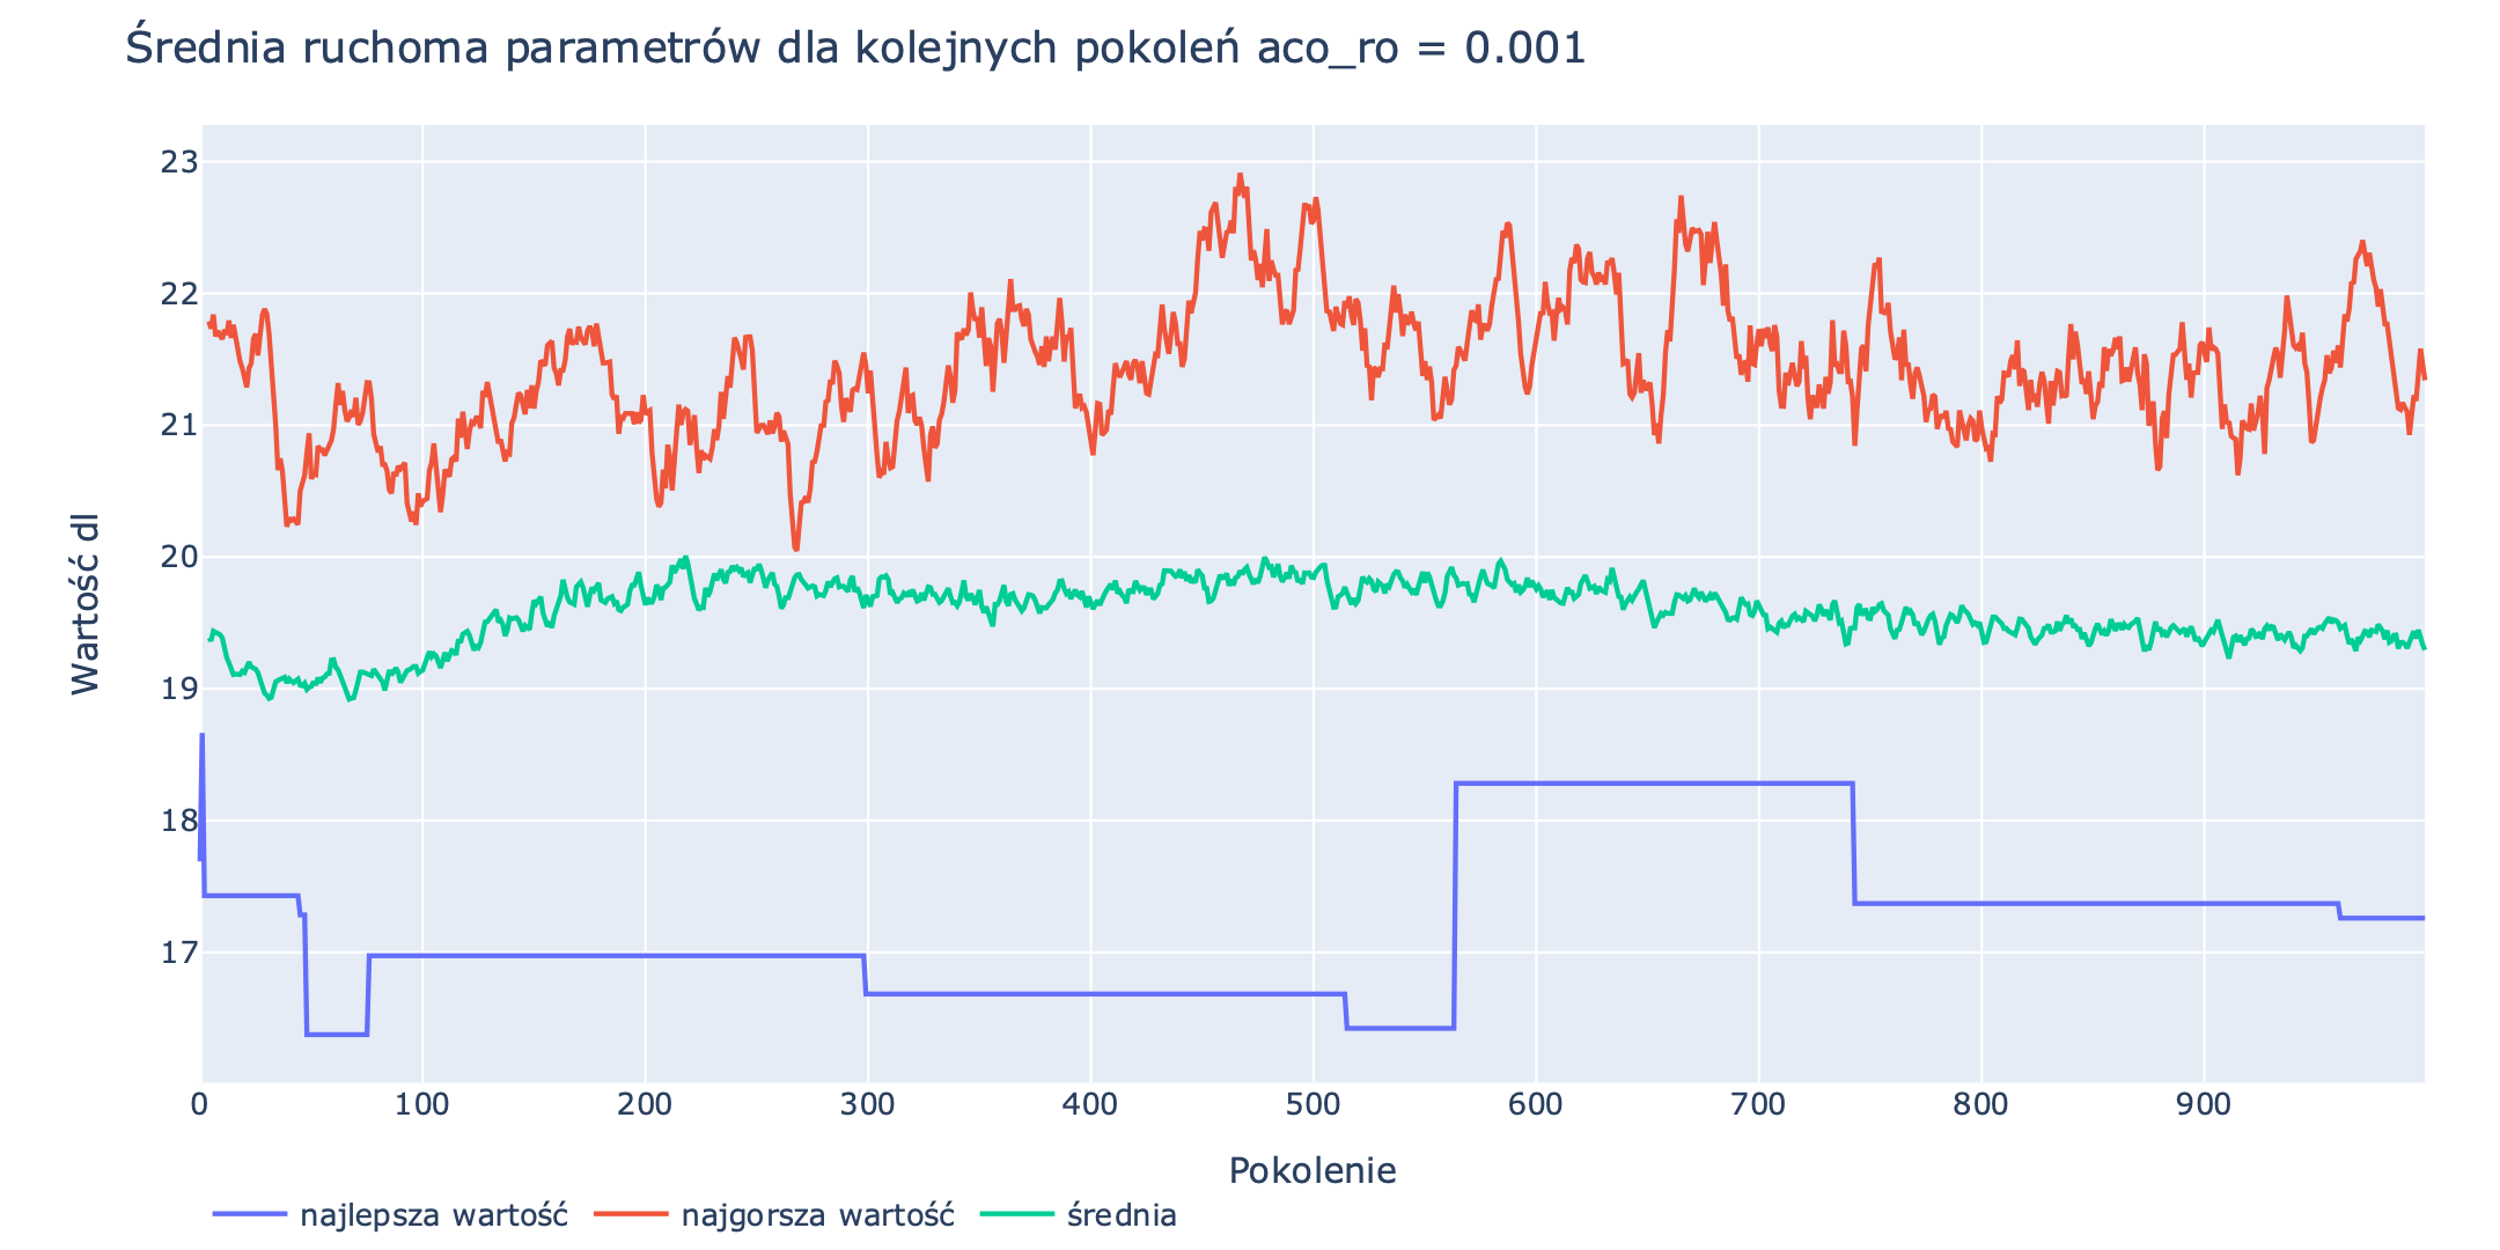 Średnia ruchoma parametrów dla kolejnych pokoleń aco_ro = 0.001
23
22
21
20
19
18
17
Wartość dl
0 100 200 300 400 500 600 700 800 900
Pokolenie
najlepsza wartość najgorsza wartość średnia